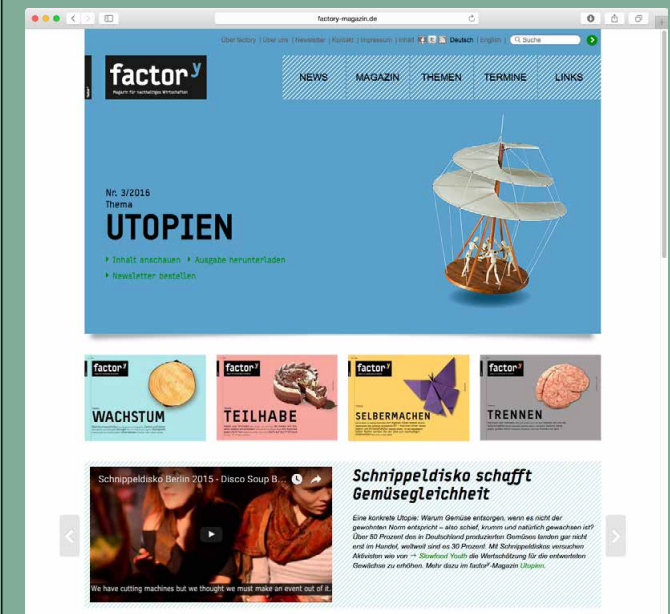 factory-magazin.de
Über factory | Über uns | Newsletter | Kontakt | Impressum | Inhalt Deutsch | English | Suche
factory
Magazin für nachhaltiges Wirtschaften
NEWS MAGAZIN THEMEN TERMINE LINKS
Nr. 3/2016
Thema
UTOPIEN
Inhalt anschauen Ausgabe herunterladen
Newsletter bestellen
factory factory factory factory
WACHSTUM TEILHABE SELBERMACHEN TRENNEN
Schnippeldisko Berlin 2015 - Disco Soup B...
We have cutting machines but we thought we must make an event out of it.
Schnippeldisko schafft
Gemüsegleichheit
Eine konkrete Utopie: Warum Gemüse entsorgen, wenn es nicht der
gewohnten Norm entspricht – also schief, krumm und natürlich gewachsen ist?
Über 50 Prozent des in Deutschland produzierten Gemüses landen gar nicht
erst im Handel, weltweit sind es 30 Prozent. Mit Schnippeldiskos versuchen
Aktivisten wie von → Slowfood Youth die Wertschätzung für die entwerteten
Gewächse zu erhöhen. Mehr dazu im factory-Magazin Utopien.